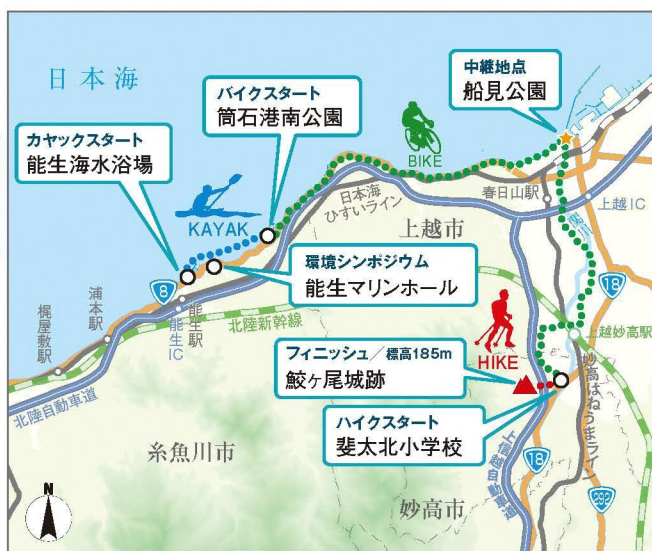 日本海
中継地点
船見公園
バイクスタート
筒石港南公園
カヤックスタート
能生海水浴場
BIKE
KAYAK
日本海
ひすいライン
春日山駅
上越IC
関川
上越市
環境シンポジウム
能生マリンホール
8
18
浦本駅
梶屋敷駅
能生駅
能生IC
北陸新幹線
上越妙高駅
HIKE
フィニッシュ/標高185m
鮫ヶ尾城跡
妙高はねうまライン
北陸自動車道
ハイクスタート
斐太北小学校
糸魚川市
上信越自動車道
18
292
妙高市
N